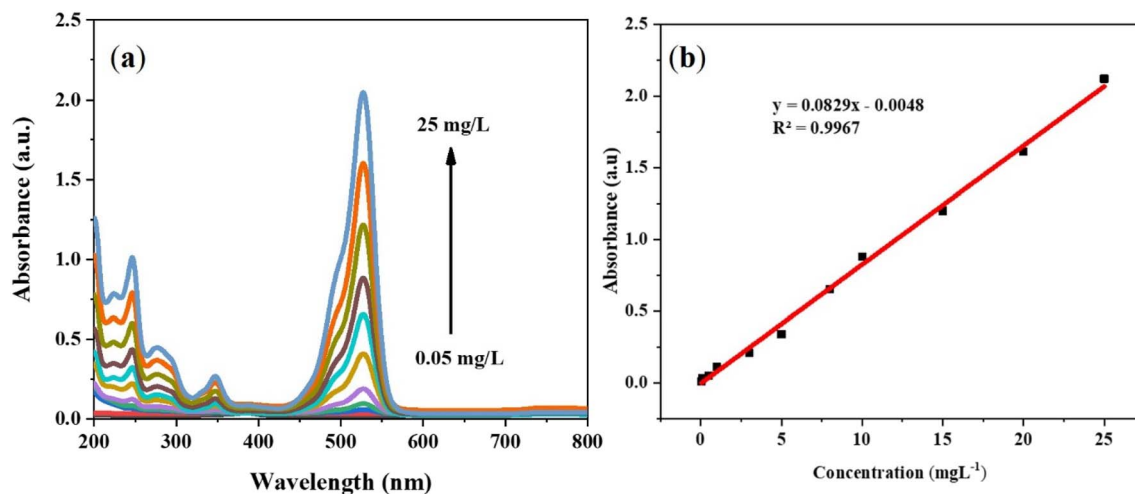 (a)
2.5
2.0
1.5
1.0
0.5
0.0
Absorbance (a.u.)
25 mg/L
0.05 mg/L
200 300 400 500 600 700 800
Wavelength (nm)
(b)
2.5
2.0
1.5
1.0
0.5
0.0
Absorbance (a.u)
y = 0.0829x - 0.0048
R² = 0.9967
0 5 10 15 20 25
Concentration (mgL⁻¹)